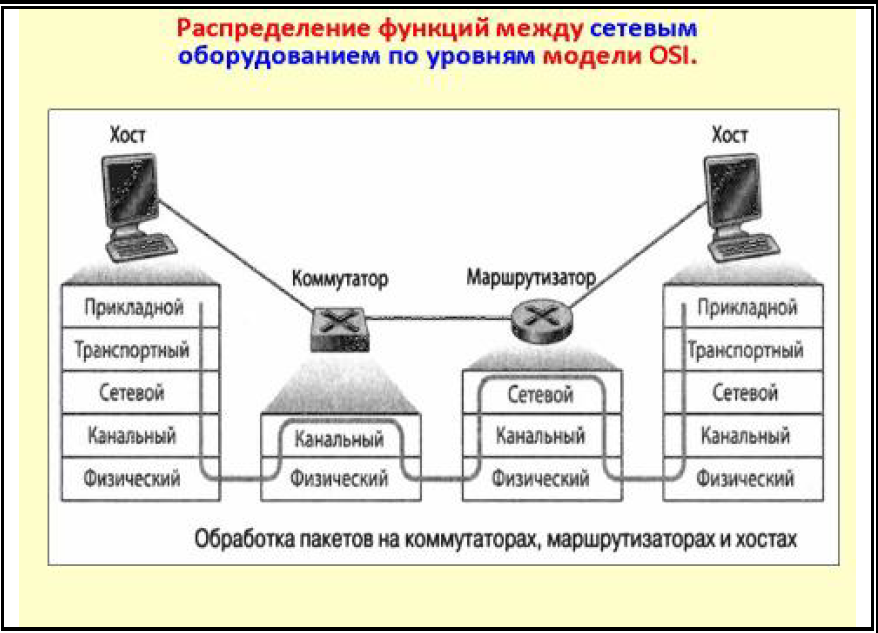 Распределение функций между сетевым
оборудованием по уровням модели OSI.
Хост
Хост
Коммутатор
Маршрутизатор
Прикладной
Транспортный
Сетевой
Канальный
Физический
Канальный
Физический
Сетевой
Канальный
Физический
Прикладной
Транспортный
Сетевой
Канальный
Физический
Обработка пакетов на коммутаторах, маршрутизаторах и хостах